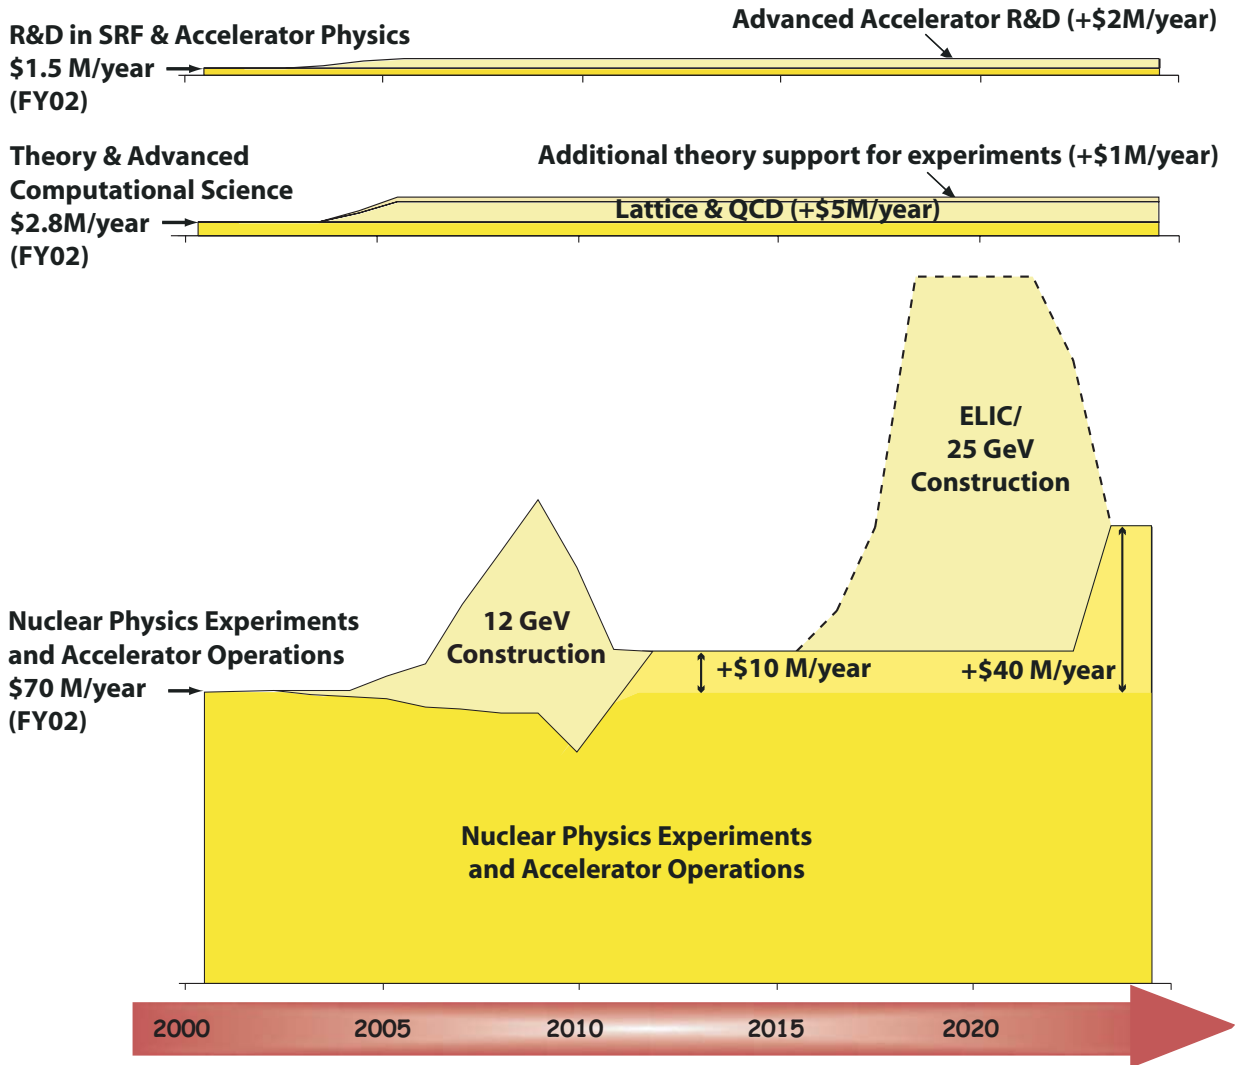 Advanced Accelerator R&D (+$2M/year)
R&D in SRF & Accelerator Physics
$1.5 M/year
(FY02)
Theory & Advanced
Computational Science
$2.8M/year
(FY02)
Additional theory support for experiments (+$1M/year)
Lattice & QCD (+$5M/year)
ELIC/
25 GeV
Construction
12 GeV
Construction
Nuclear Physics Experiments
and Accelerator Operations
$70 M/year
(FY02)
+$10 M/year
+$40 M/year
Nuclear Physics Experiments
and Accelerator Operations
2000 2005 2010 2015 2020